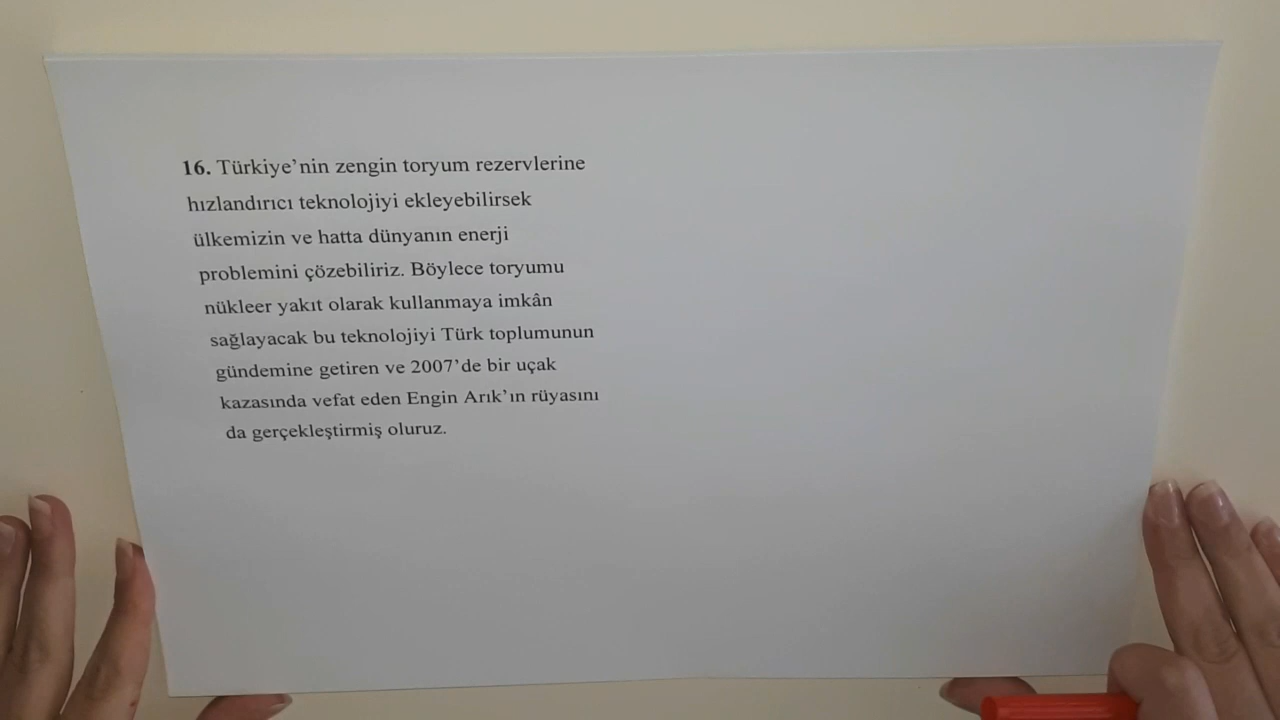 16. Türkiye'nin zengin toryum rezervlerine
hızlandırıcı teknolojiyi ekleyebilirsek
ülkemizin ve hatta dünyanın enerji
problemini çözebiliriz. Böylece toryumu
nükleer yakıt olarak kullanmaya imkân
sağlayacak bu teknolojiyi Türk toplumunun
gündemine getiren ve 2007'de bir uçak
kazasında vefat eden Engin Arık'ın rüyasını
da gerçekleştirmiş oluruz.